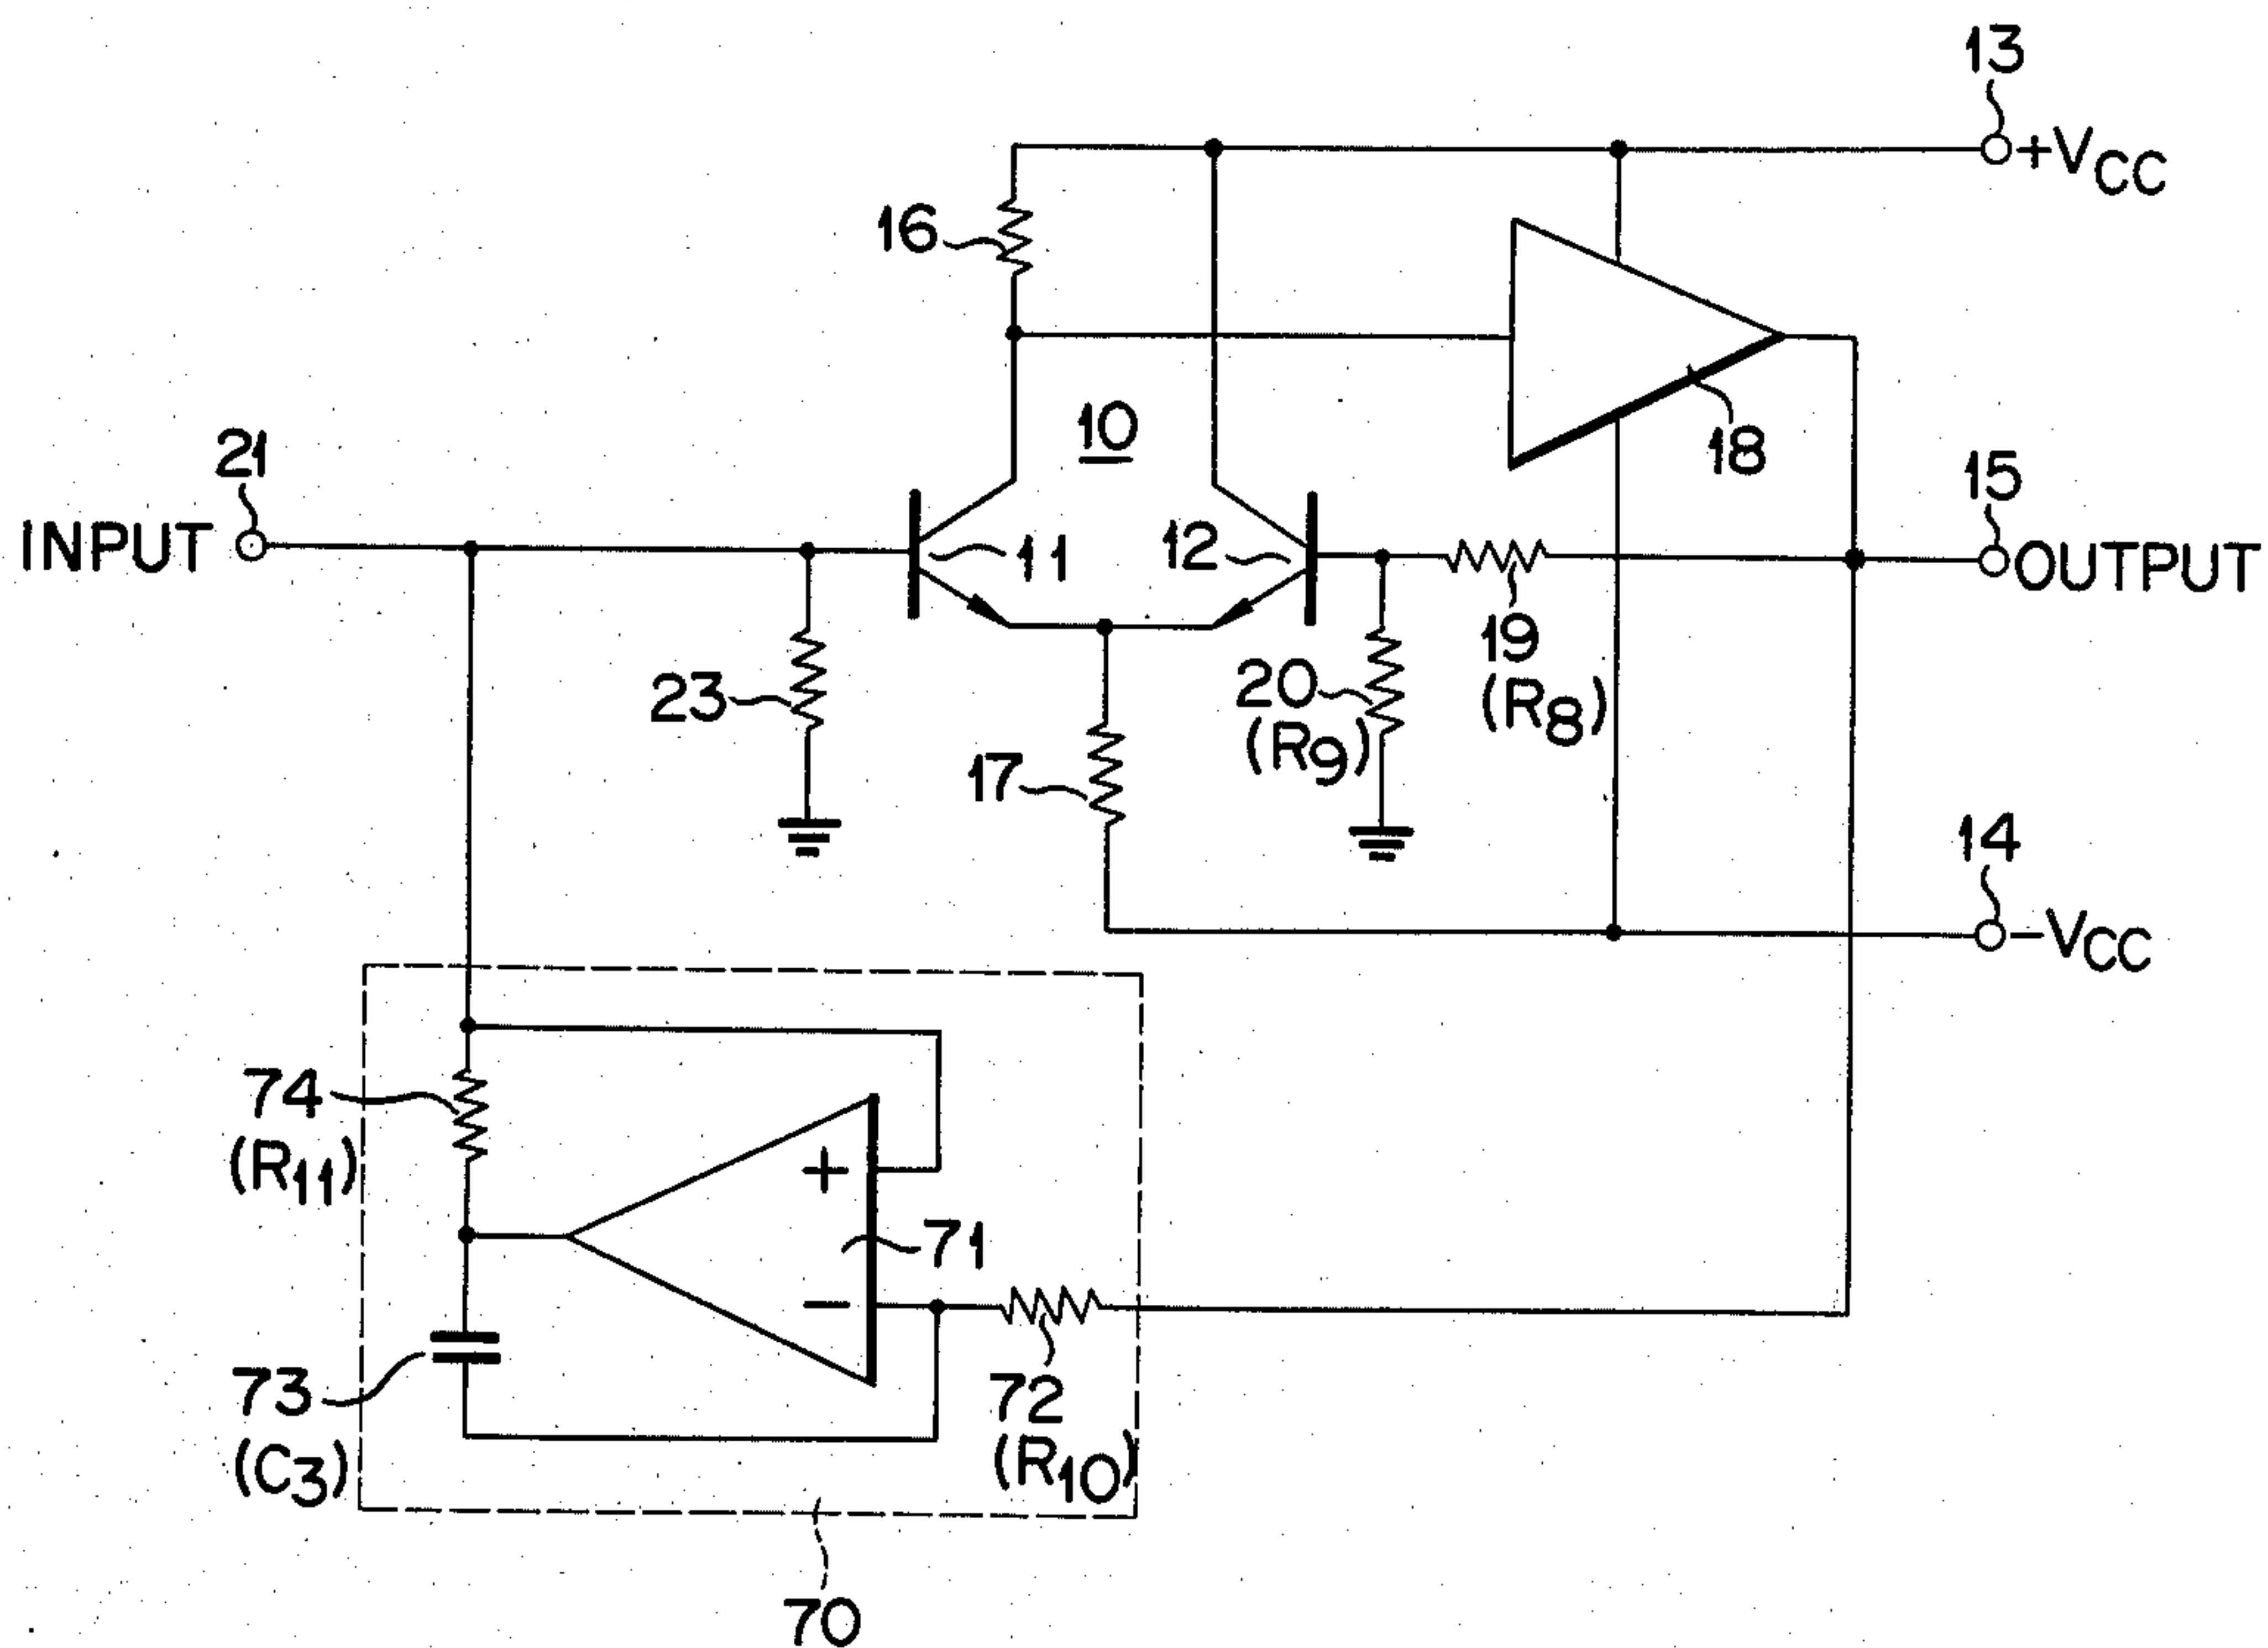 13
+VCC
16
10
18
21
INPUT
11
12
15
OUTPUT
19
(R8)
20
(R9)
23
17
14
-VCC
74
(R11)
+
71
−
73
(C3)
72
(R10)
70